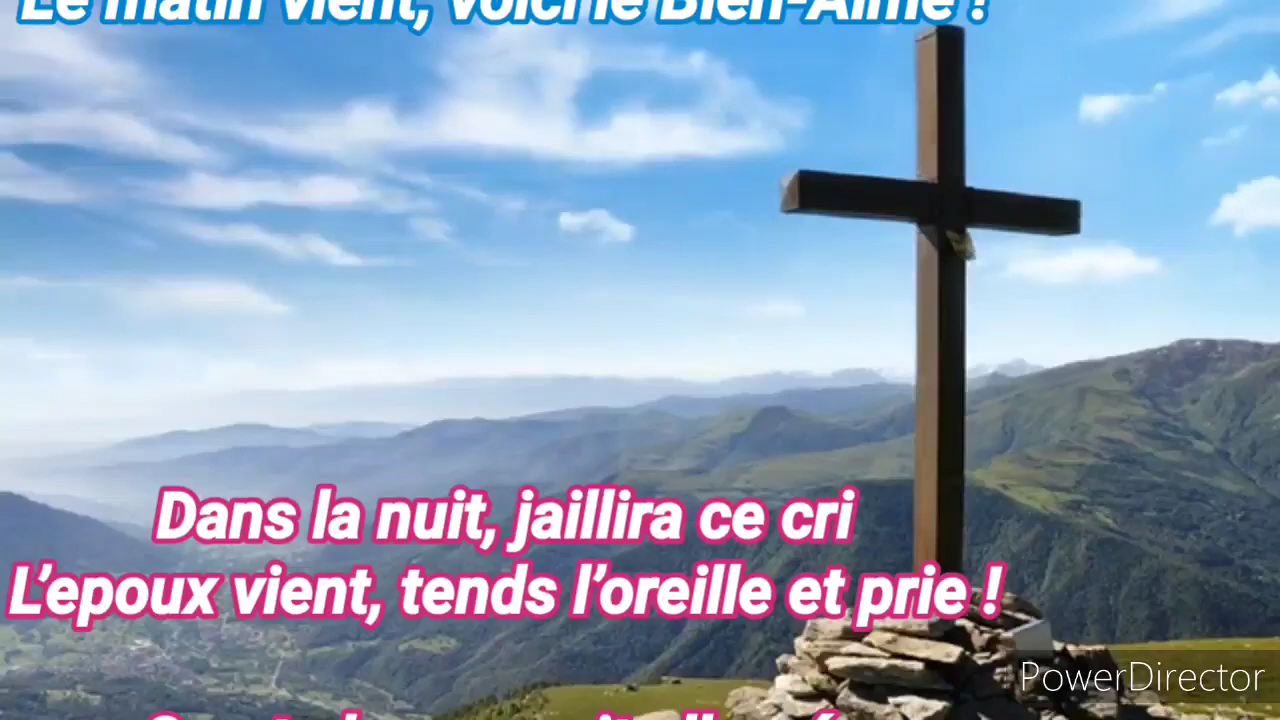 Le matin vient, voici le Bien-Aimé !
Dans la nuit, jaillira ce cri
L’epoux vient, tends l’oreille et prie !
PowerDirector